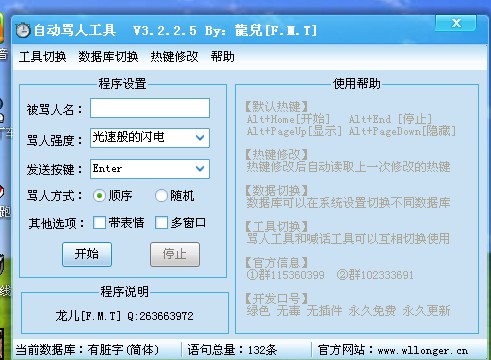 自动骂人工具 V3.2.2.5 By: 龍兒[F.M.T]
工具切换 数据库切换 热键修改 帮助
程序设置
被骂人名:
骂人强度: 光速般的闪电
发送按键: Enter
骂人方式: 顺序 随机
其他选项: 带表情 多窗口
开始 停止
程序说明
龙儿[F.M.T] Q:263663972
使用帮助
【默认热键】
Alt+Home[开始] Alt+End [停止]
Alt+PageUp[显示] Alt+PageDown[隐藏]
【热键修改】
热键修改后自动读取上一次修改的热键
【数据切换】
数据库可以在系统设置切换不同数据库
【工具切换】
骂人工具和喊话工具可以互相切换使用
【官方信息】
①群115360399 ②群102333691
【开发口号】
绿色 无毒 无插件 永久免费 永久更新
当前数据库: 有脏字(简体) 语句总量: 132条 官方网站: www.wllonger.cn